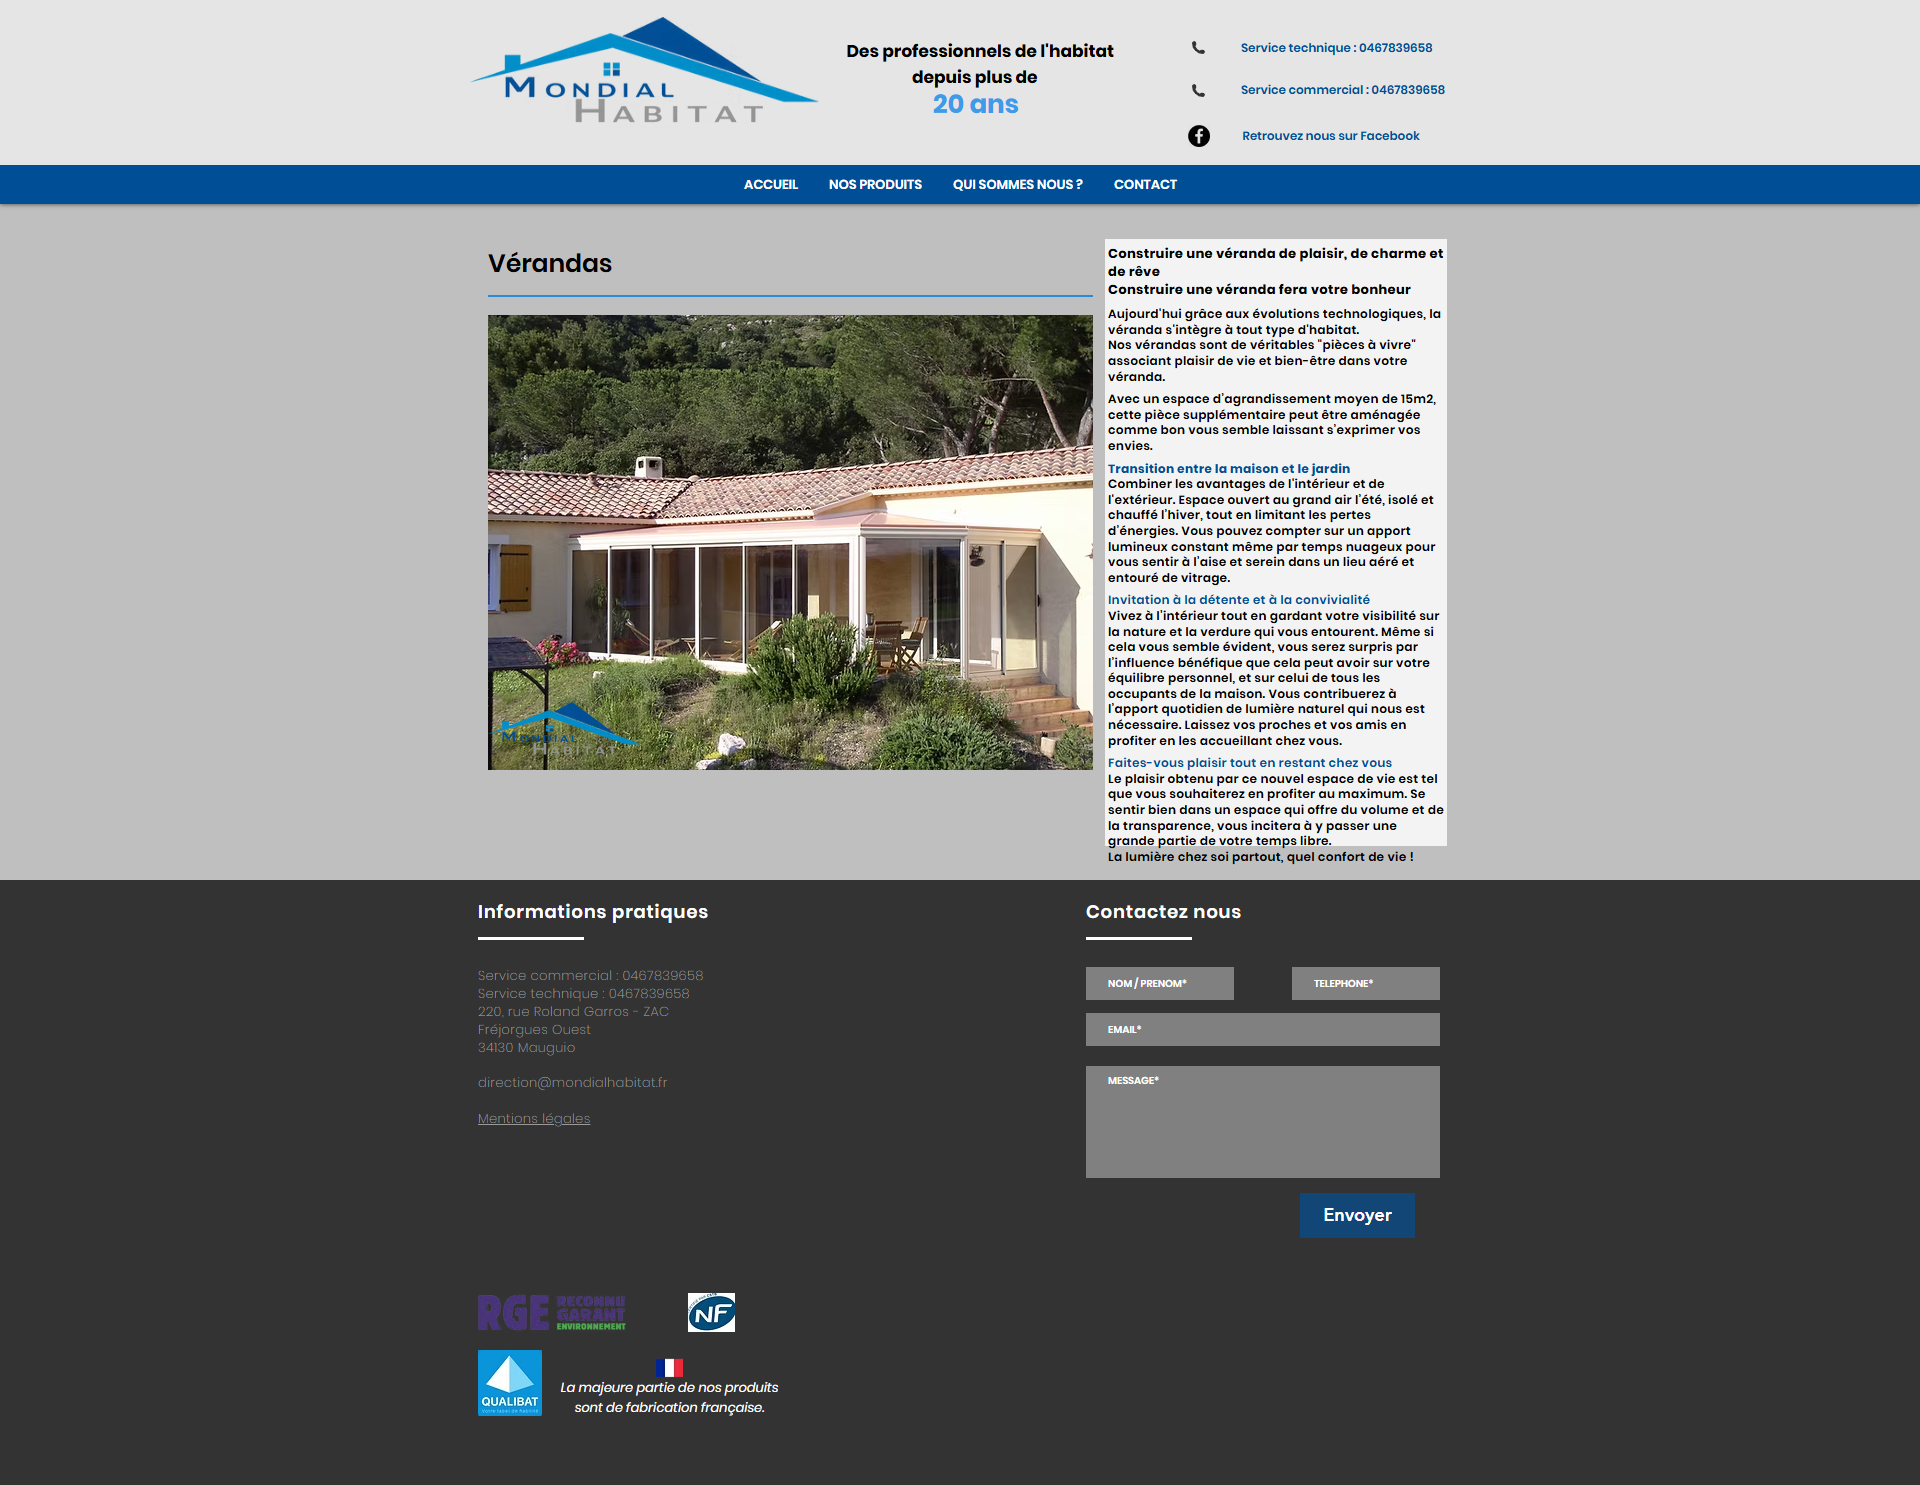 MONDIAL
HABITAT
Des professionnels de l'habitat
depuis plus de
20 ans
Service technique : 0467839658
Service commercial : 0467839658
Retrouvez nous sur Facebook
ACCUEIL NOS PRODUITS QUI SOMMES NOUS ? CONTACT
Vérandas
MONDIAL
HABITAT
Construire une véranda de plaisir, de charme et
de rêve
Construire une véranda fera votre bonheur
Aujourd'hui grâce aux évolutions technologiques, la
véranda s'intègre à tout type d'habitat.
Nos vérandas sont de véritables "pièces à vivre"
associant plaisir de vie et bien-être dans votre
véranda.
Avec un espace d'agrandissement moyen de 15m2,
cette pièce supplémentaire peut être aménagée
comme bon vous semble laissant s'exprimer vos
envies.
Transition entre la maison et le jardin
Combiner les avantages de l'intérieur et de
l'extérieur. Espace ouvert au grand air l'été, isolé et
chauffé l'hiver, tout en limitant les pertes
d'énergies. Vous pouvez compter sur un apport
lumineux constant même par temps nuageux pour
vous sentir à l'aise et serein dans un lieu aéré et
entouré de vitrage.
Invitation à la détente et à la convivialité
Vivez à l'intérieur tout en gardant votre visibilité sur
la nature et la verdure qui vous entourent. Même si
cela vous semble évident, vous serez surpris par
l'influence bénéfique que cela peut avoir sur votre
équilibre personnel, et sur celui de tous les
occupants de la maison. Vous contribuerez à
l'apport quotidien de lumière naturel qui nous est
nécessaire. Laissez vos proches et vos amis en
profiter en les accueillant chez vous.
Faites-vous plaisir tout en restant chez vous
Le plaisir obtenu par ce nouvel espace de vie est tel
que vous souhaiterez en profiter au maximum. Se
sentir bien dans un espace qui offre du volume et de
la transparence, vous incitera à y passer une
grande partie de votre temps libre.
La lumière chez soi partout, quel confort de vie !
Informations pratiques
Service commercial : 0467839658
Service technique : 0467839658
220, rue Roland Garros - ZAC
Fréjorgues Ouest
34130 Mauguio
direction@mondialhabitat.fr
Mentions légales
Contactez nous
NOM / PRENOM* TELEPHONE*
EMAIL*
MESSAGE*
Envoyer
RGE RECONNU
GARANT
ENVIRONNEMENT
NF
QUALIBAT
La majeure partie de nos produits
sont de fabrication française.